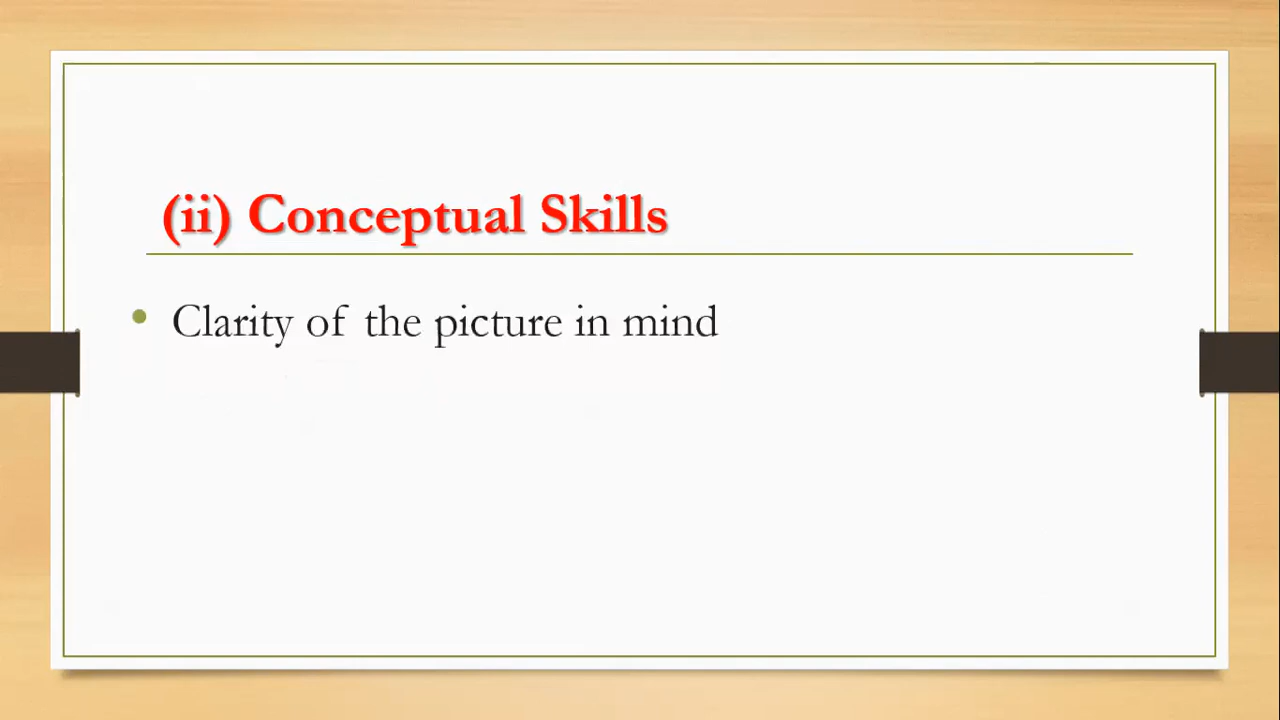 (ii) Conceptual Skills
• Clarity of the picture in mind